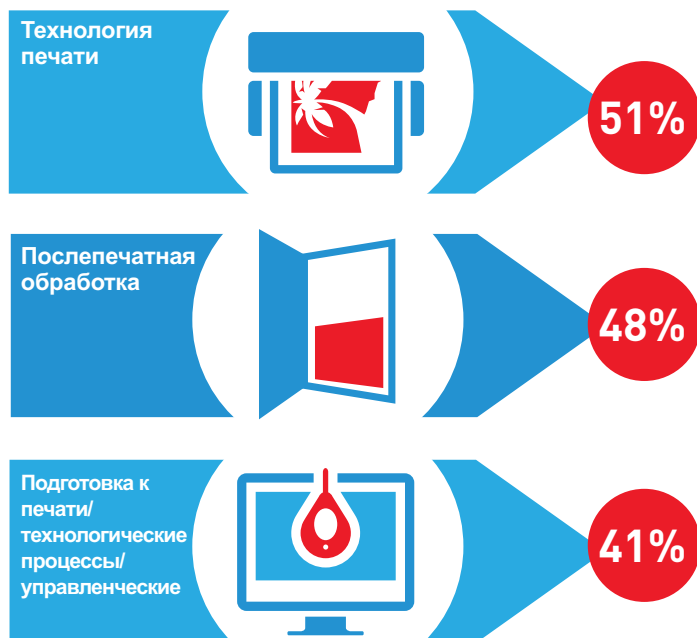 Технология
печати
51%
Послепечатная
обработка
48%
Подготовка к
печати/
технологические
процессы/
управленческие
41%